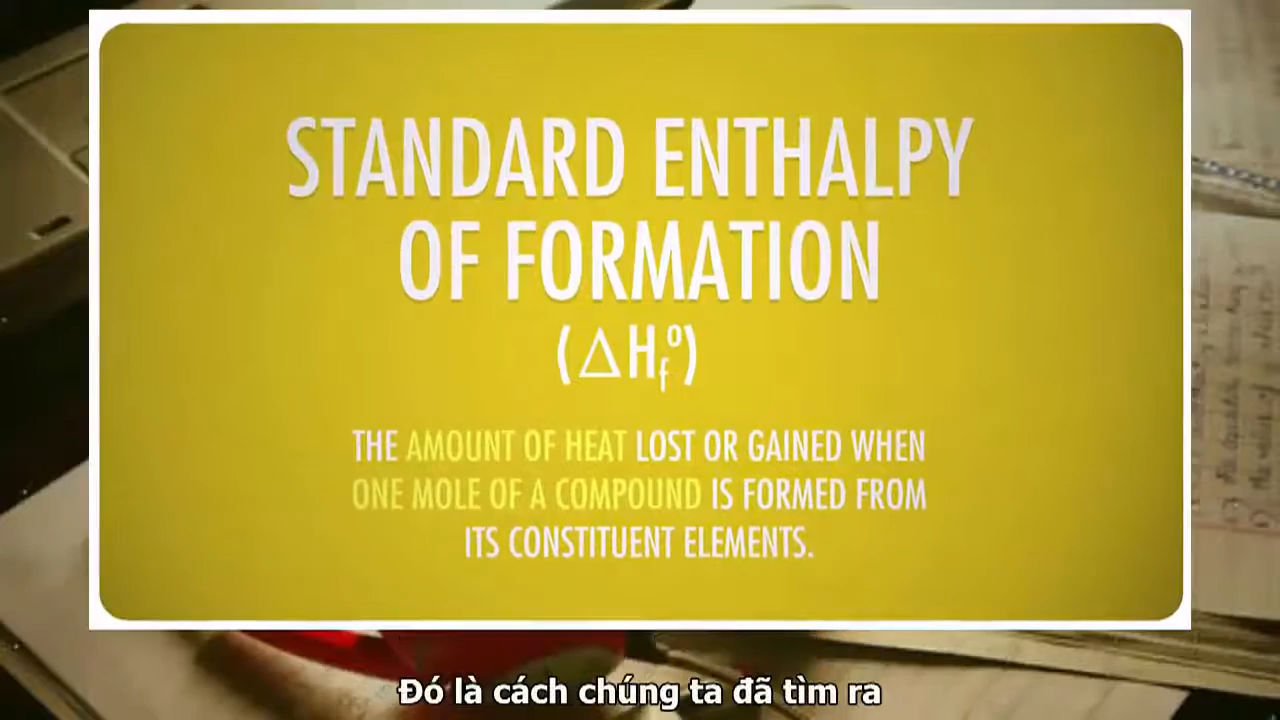 STANDARD ENTHALPY
OF FORMATION
(△Hf°)
THE AMOUNT OF HEAT LOST OR GAINED WHEN
ONE MOLE OF A COMPOUND IS FORMED FROM
ITS CONSTITUENT ELEMENTS.
Đó là cách chúng ta đã tìm ra